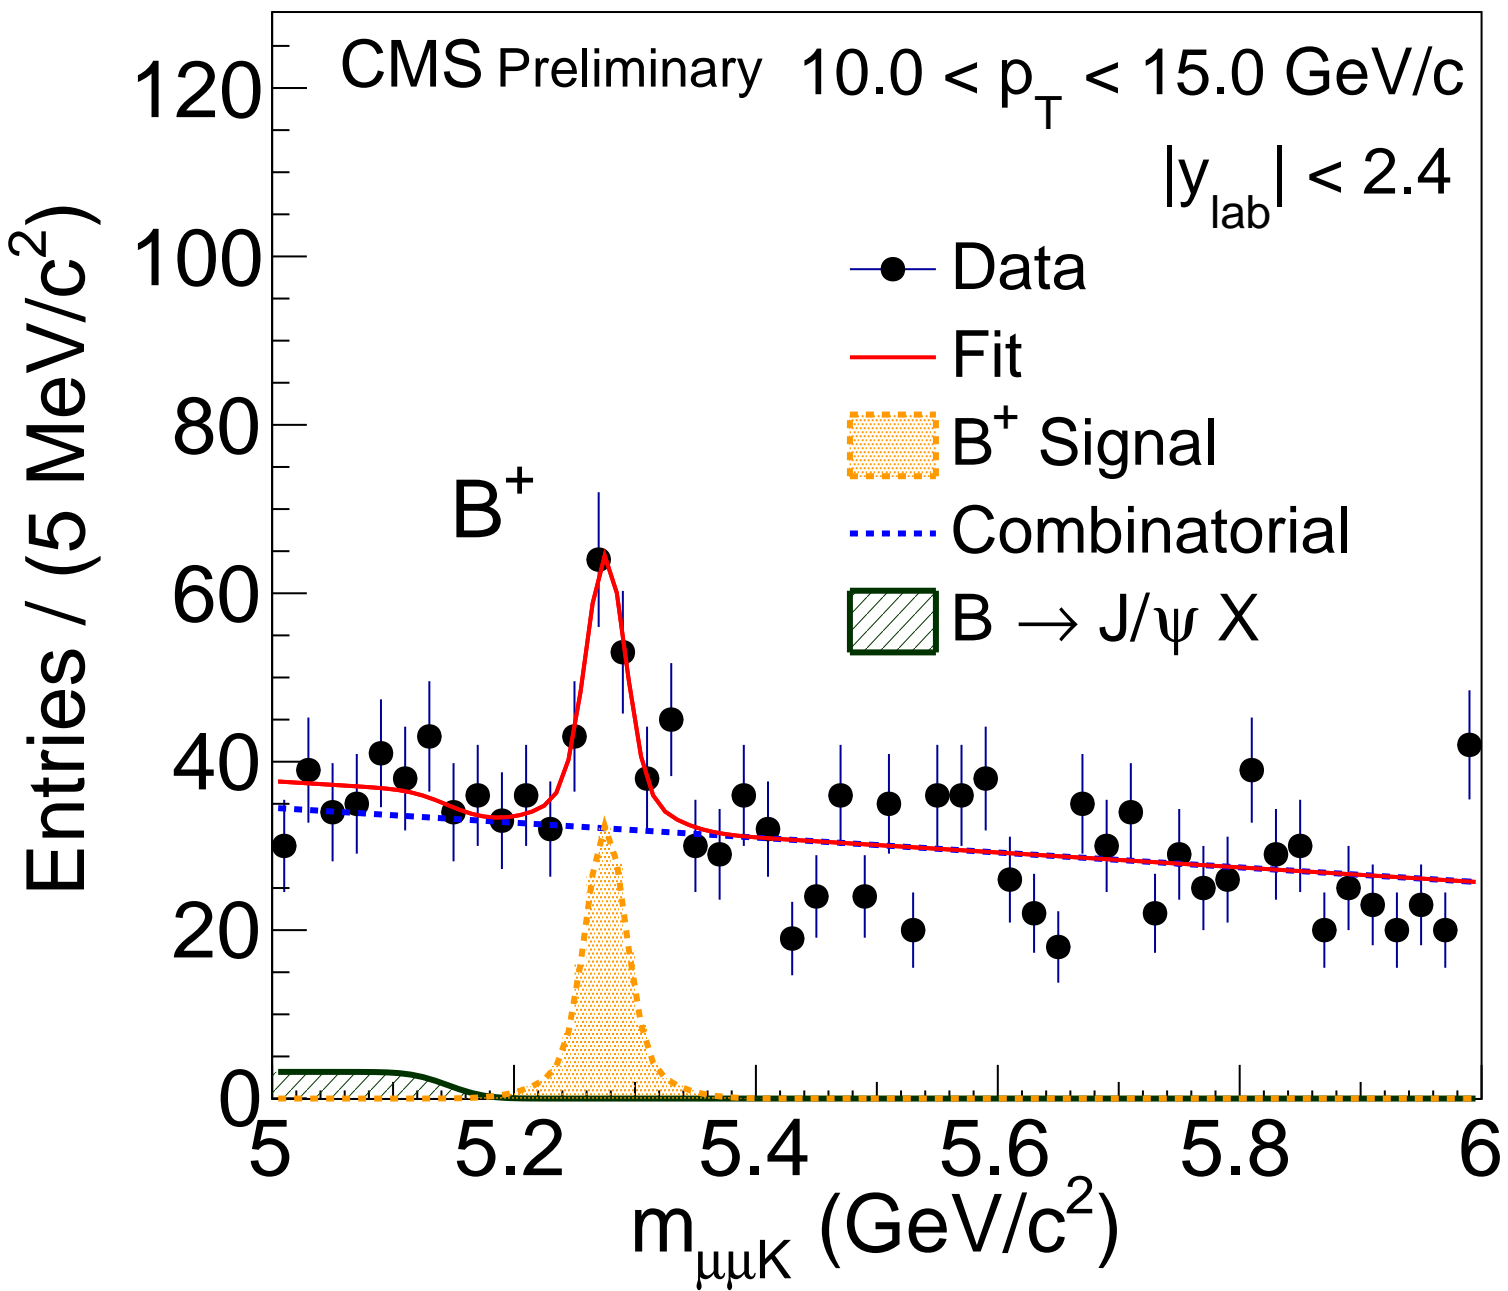 CMS Preliminary 10.0 < p_T < 15.0 GeV/c
|y_lab| < 2.4
Data
Fit
B⁺ Signal
Combinatorial
B → J/ψ X
B⁺
Entries / (5 MeV/c²)
120
100
80
60
40
20
0
5 5.2 5.4 5.6 5.8 6
m_μμK (GeV/c²)